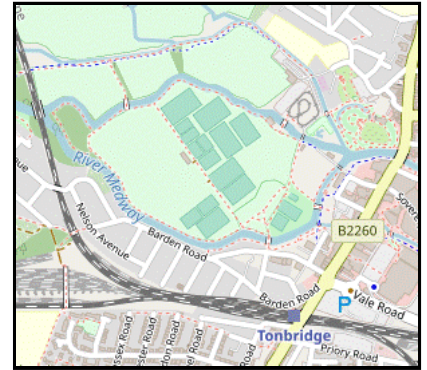 River Medway
Nelson Avenue
Barden Road
B2260
Barden Road
P
Vale Road
Tonbridge
Priory Road